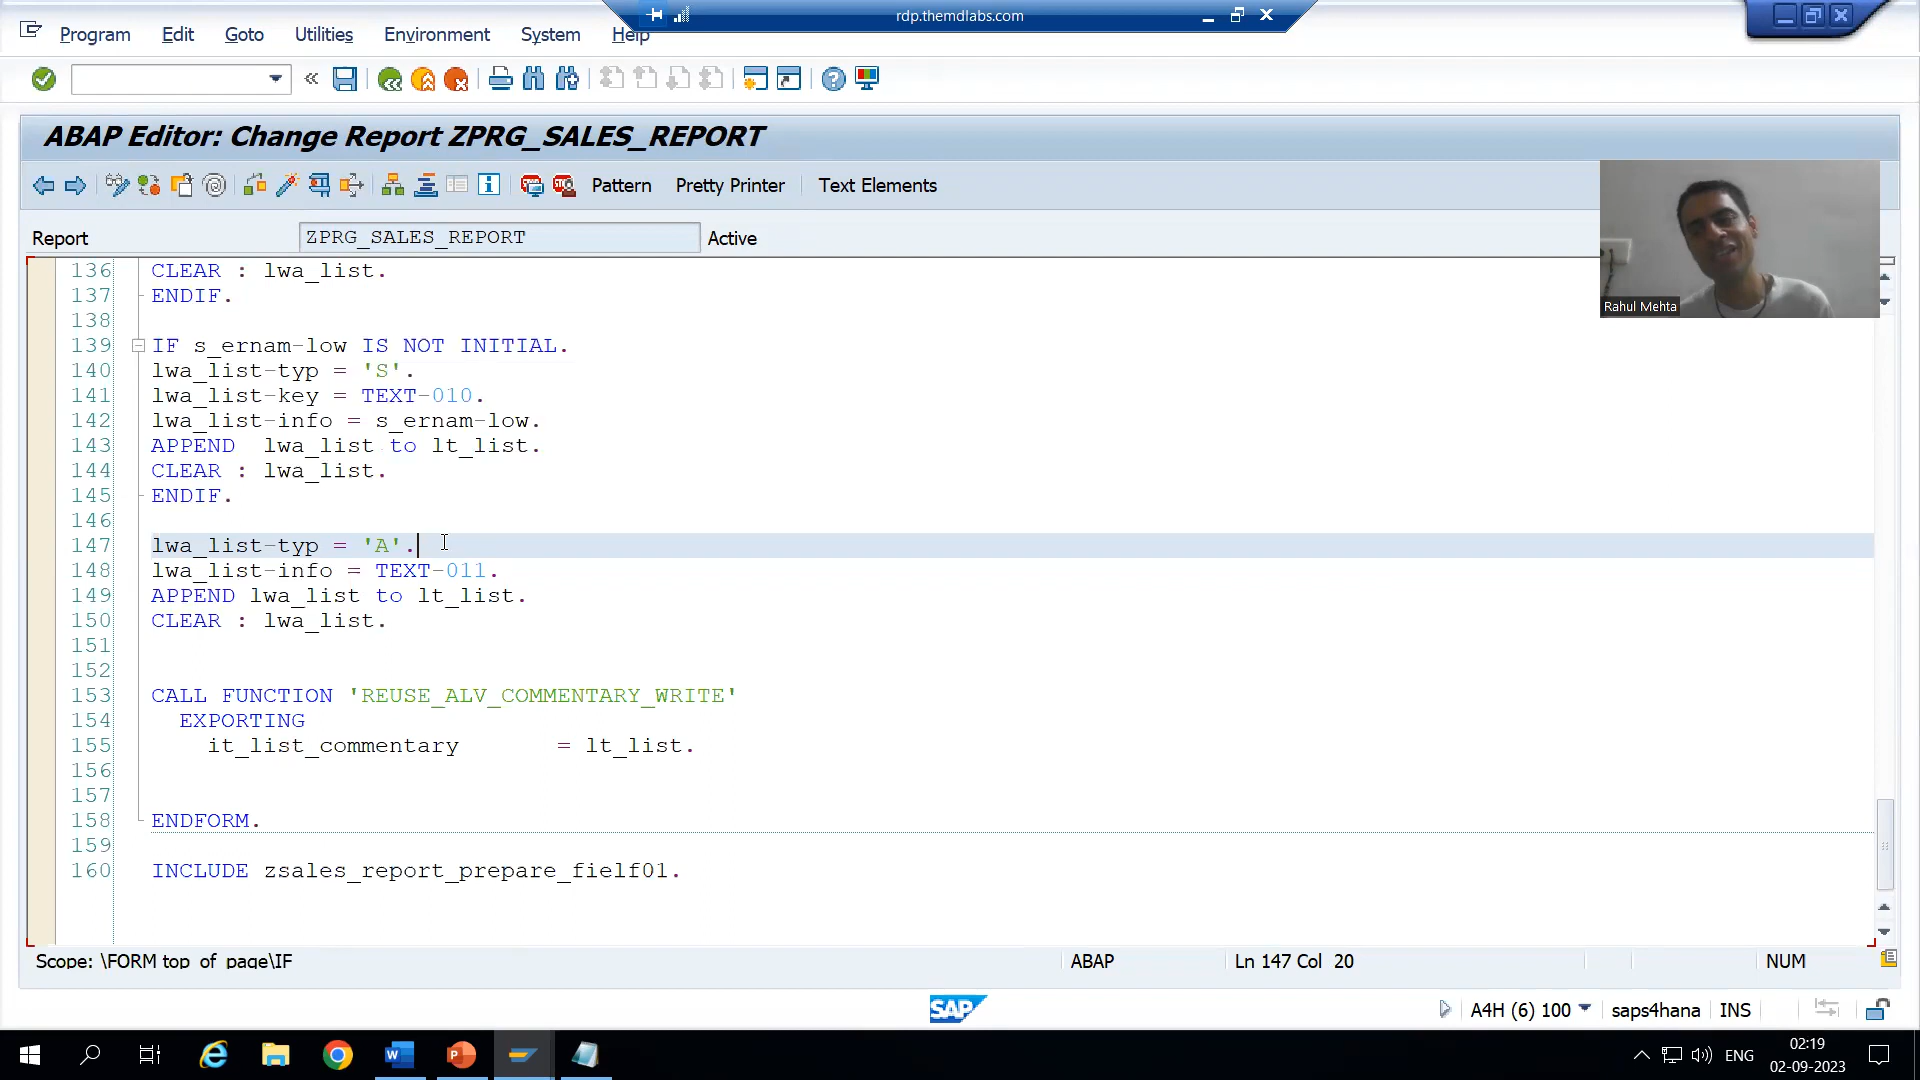 rdp.themdlabs.com
Program Edit Goto Utilities Environment System Help
ABAP Editor: Change Report ZPRG_SALES_REPORT
Pattern Pretty Printer Text Elements
Report ZPRG_SALES_REPORT Active
Rahul Mehta
136 CLEAR : lwa_list.
137 ENDIF.
138
139 IF s_ernam-low IS NOT INITIAL.
140 lwa_list-typ = 'S'.
141 lwa_list-key = TEXT-010.
142 lwa_list-info = s_ernam-low.
143 APPEND lwa_list to lt_list.
144 CLEAR : lwa_list.
145 ENDIF.
146
147 lwa_list-typ = 'A'.
148 lwa_list-info = TEXT-011.
149 APPEND lwa_list to lt_list.
150 CLEAR : lwa_list.
151
152
153 CALL FUNCTION 'REUSE_ALV_COMMENTARY_WRITE'
154 EXPORTING
155 it_list_commentary = lt_list.
156
157
158 ENDFORM.
159
160 INCLUDE zsales_report_prepare_fielf01.
Scope: \FORM top_of_page\IF ABAP Ln 147 Col 20 NUM
SAP A4H (6) 100 saps4hana INS
ENG 02:19
02-09-2023